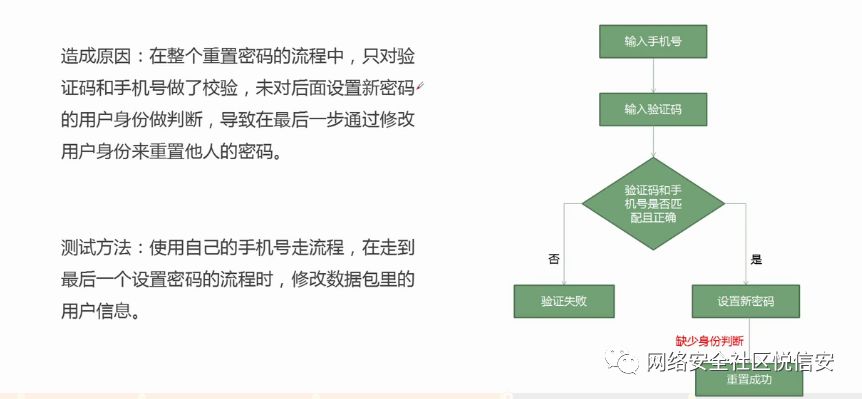 造成原因：在整个重置密码的流程中，只对验
证码和手机号做了校验，未对后面设置新密码
的用户身份做判断，导致在最后一步通过修改
用户身份来重置他人的密码。
测试方法：使用自己的手机号走流程，在走到
最后一个设置密码的流程时，修改数据包里的
用户信息。
输入手机号
输入验证码
验证码和手
机号是否匹
配且正确
否
是
验证失败
设置新密码
缺少身份判断
网络安全社区悦信安
重置成功